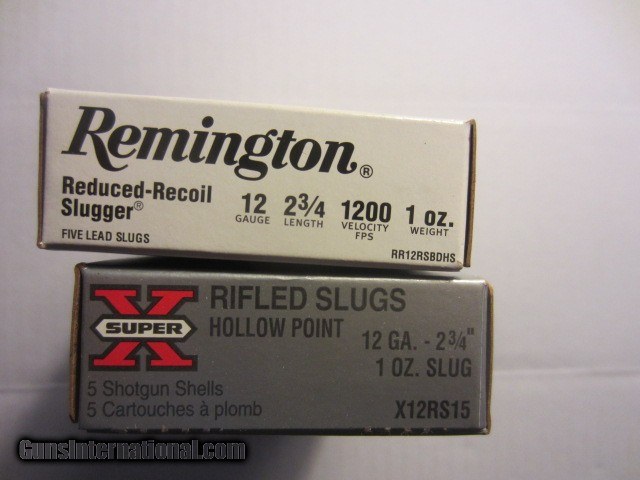 Remington®
Reduced-Recoil
Slugger®
12 2¾ 1200 1 oz.
GAUGE LENGTH VELOCITY WEIGHT
FPS
FIVE LEAD SLUGS
RR12RSBDHS
X
SUPER
RIFLED SLUGS
HOLLOW POINT
12 GA. - 2¾"
1 OZ. SLUG
5 Shotgun Shells
5 Cartouches à plomb
X12RS15
GunsInternational.com